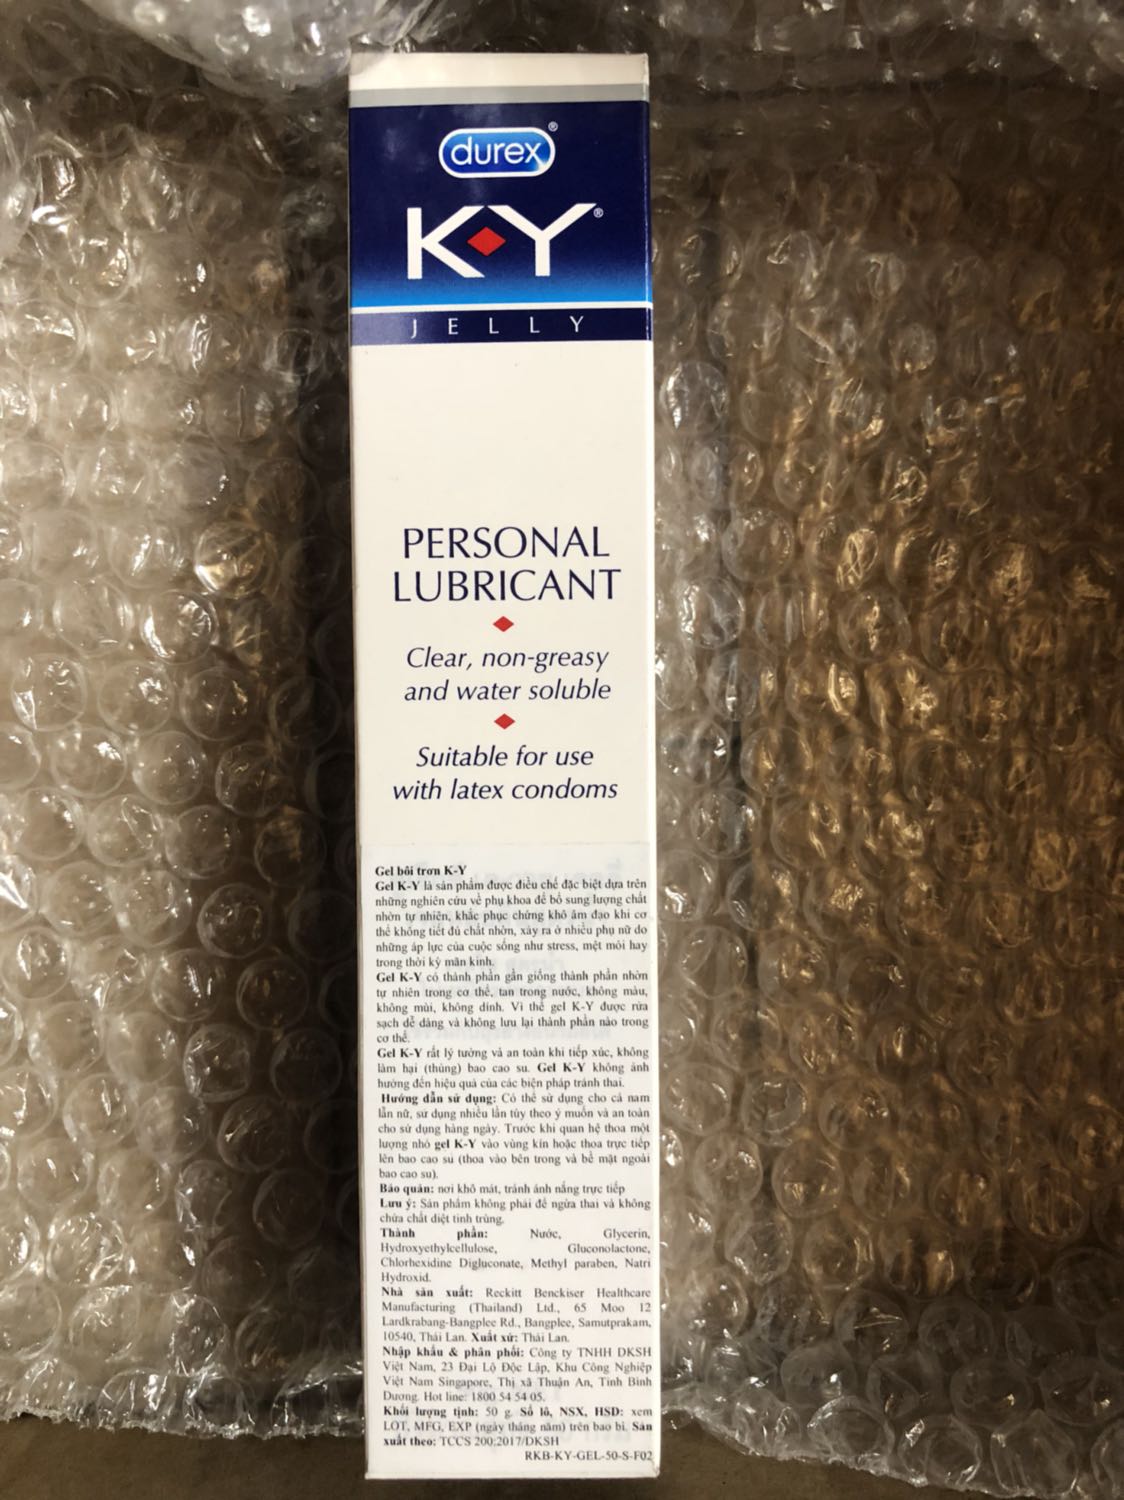 durex®
K-Y®
JELLY
PERSONAL
LUBRICANT
Clear, non-greasy
and water soluble
Suitable for use
with latex condoms
Gel bôi trơn K-Y
Gel K-Y là sản phẩm được điều chế đặc biệt dựa trên
những nghiên cứu về phụ khoa để bổ sung lượng chất
nhờn tự nhiên, khắc phục chứng khô âm đạo khi cơ
thể không tiết đủ chất nhờn, xảy ra ở nhiều phụ nữ do
những áp lực của cuộc sống như stress, mệt mỏi hay
trong thời kỳ mãn kinh.
Gel K-Y có thành phần gần giống thành phần nhờn
tự nhiên trong cơ thể, tan trong nước, không màu,
không mùi, không dính. Vì thế gel K-Y được rửa
sạch dễ dàng và không lưu lại thành phần nào trong
cơ thể.
Gel K-Y rất lý tưởng và an toàn khi tiếp xúc, không
làm hại (thủng) bao cao su. Gel K-Y không ảnh
hưởng đến hiệu quả của các biện pháp tránh thai.
Hướng dẫn sử dụng: Có thể sử dụng cho cả nam
lẫn nữ, sử dụng nhiều lần tùy theo ý muốn và an toàn
cho sử dụng hàng ngày. Trước khi quan hệ thoa một
lượng nhỏ gel K-Y vào vùng kín hoặc thoa trực tiếp
lên bao cao su (thoa vào bên trong và bề mặt ngoài
bao cao su).
Bảo quản: nơi khô mát, tránh ánh nắng trực tiếp
Lưu ý: Sản phẩm không phải để ngừa thai và không
chứa chất diệt tinh trùng.
Thành phần: Nước, Glycerin,
Hydroxyethylcellulose, Gluconolactone,
Chlorhexidine Digluconate, Methyl paraben, Natri
Hydroxid.
Nhà sản xuất: Reckitt Benckiser Healthcare
Manufacturing (Thailand) Ltd., 65 Moo 12
Lardkrabang-Bangplee Rd., Bangplee, Samutprakarn,
10540, Thái Lan. Xuất xứ: Thái Lan.
Nhập khẩu & phân phối: Công ty TNHH DKSH
Việt Nam, 23 Đại Lộ Độc Lập, Khu Công Nghiệp
Việt Nam Singapore, Thị xã Thuận An, Tỉnh Bình
Dương. Hot line: 1800 54 54 05.
Khối lượng tịnh: 50 g. Số lô, NSX, HSD: xem
LOT, MFG, EXP (ngày tháng năm) trên bao bì. Sản
xuất theo: TCCS 200:2017/DKSH
RKB-KY-GEL-50-S-F02